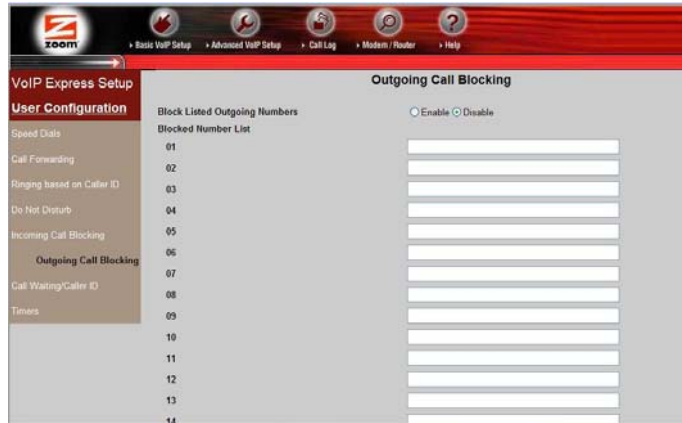 zoom
Basic VoIP Setup
Advanced VoIP Setup
Call Log
Modem / Router
Help
VoIP Express Setup
User Configuration
Speed Dials
Call Forwarding
Ringing based on Caller ID
Do Not Disturb
Incoming Call Blocking
Outgoing Call Blocking
Call Waiting/Caller ID
Timers
Outgoing Call Blocking
Block Listed Outgoing Numbers Enable Disable
Blocked Number List
01
02
03
04
05
06
07
08
09
10
11
12
13
14